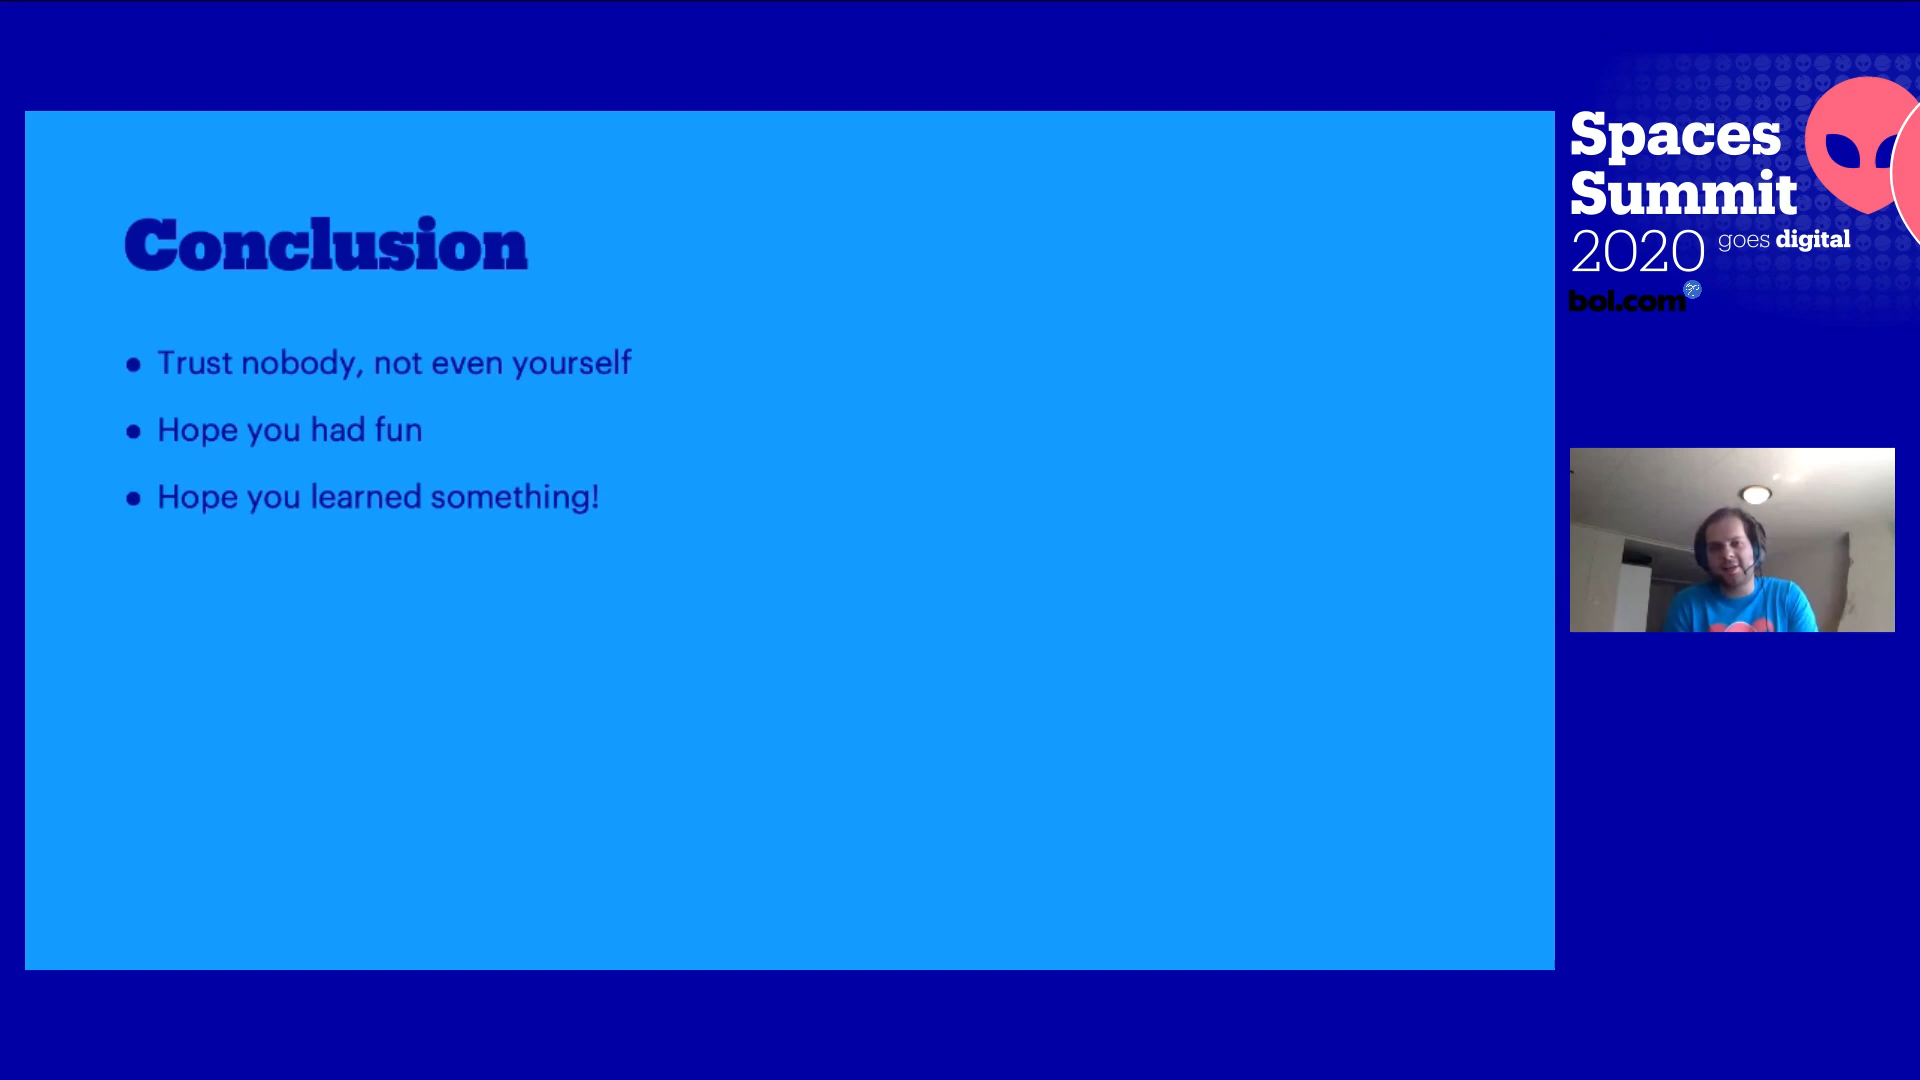 Conclusion
● Trust nobody, not even yourself
● Hope you had fun
● Hope you learned something!
Spaces
Summit
2020 goes digital
bol.com